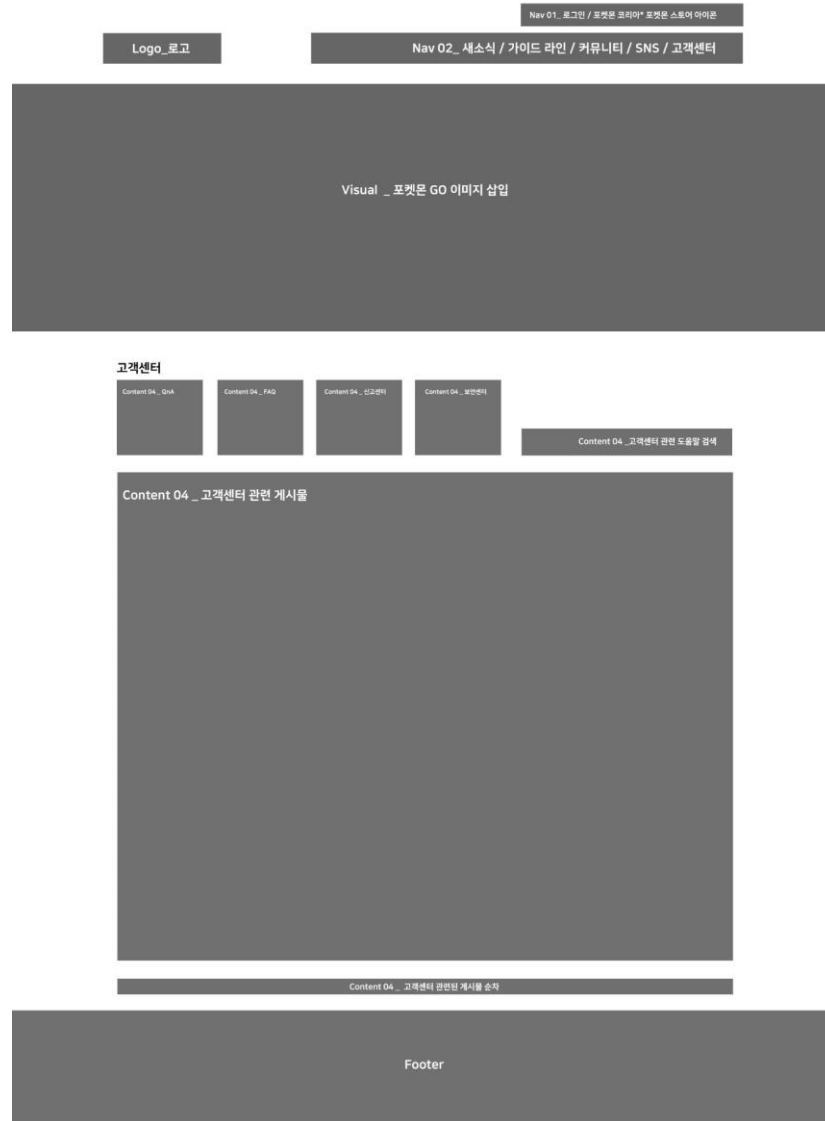 Nav 01_ 로그인 / 포켓몬 코리아* 포켓몬 스토어 아이콘
Logo_로고
Nav 02_ 새소식 / 가이드 라인 / 커뮤니티 / SNS / 고객센터
Visual _ 포켓몬 GO 이미지 삽입
고객센터
Content 04 _ QnA
Content 04 _ FAQ
Content 04 _ 신고센터
Content 04 _ 보안센터
Content 04 _고객센터 관련 도움말 검색
Content 04 _ 고객센터 관련 게시물
Content 04 _ 고객센터 관련된 게시물 순차
Footer